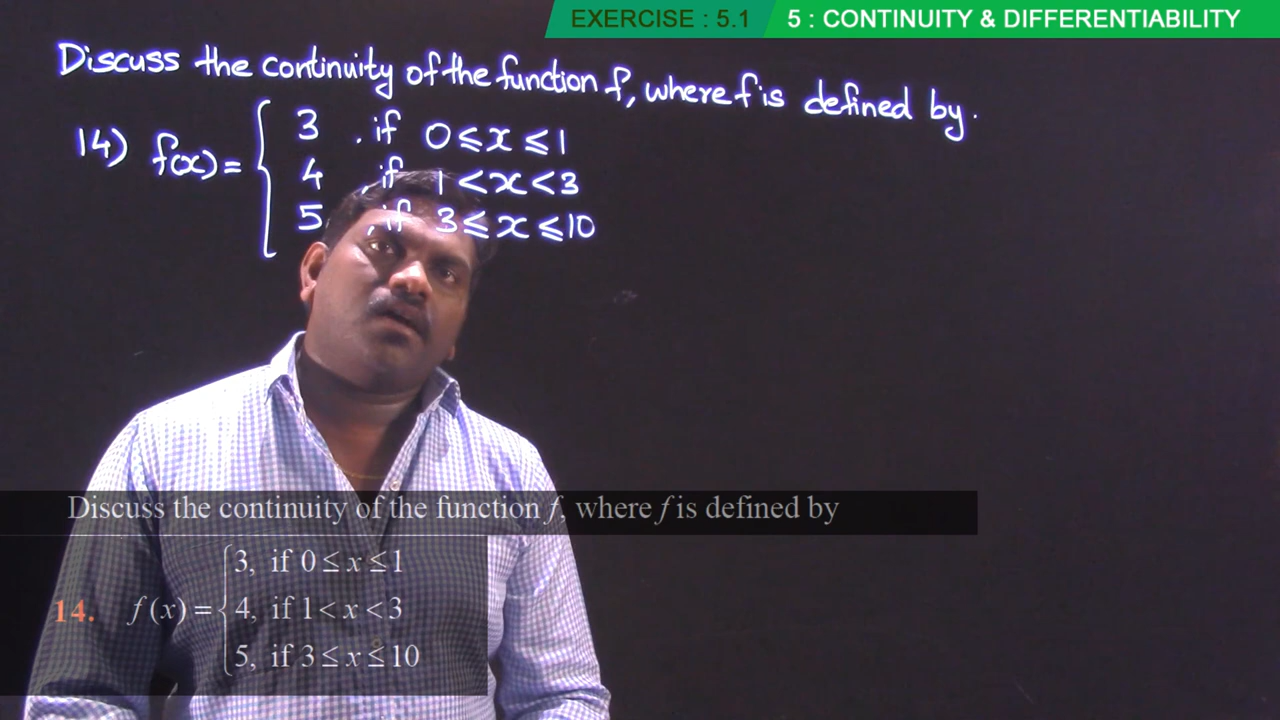 EXERCISE : 5.1 5 : CONTINUITY & DIFFERENTIABILITY
Discuss the continuity of the function f, where f is defined by.
14) f(x) = { 3 , if 0 ⩽ x ⩽ 1
4 , if 1 < x < 3
5 , if 3 ⩽ x ⩽ 10
Discuss the continuity of the function f, where f is defined by
14. f(x) = { 3, if 0 ≤ x ≤ 1
4, if 1 < x < 3
5, if 3 ≤ x ≤ 10